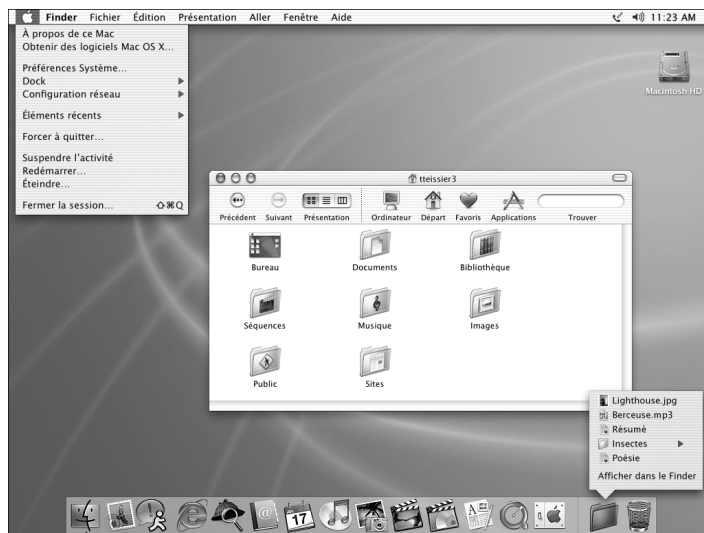 Finder Fichier Édition Présentation Aller Fenêtre Aide 11:23 AM
À propos de ce Mac
Obtenir des logiciels Mac OS X…
Préférences Système…
Dock
Configuration réseau
Éléments récents
Forcer à quitter…
Suspendre l'activité
Redémarrer…
Éteindre…
Fermer la session… ⇧⌘Q
Macintosh HD
tteissier3
Précédent Suivant Présentation Ordinateur Départ Favoris Applications Trouver
Bureau Documents Bibliothèque
Séquences Musique Images
Public Sites
Lighthouse.jpg
Berceuse.mp3
Résumé
Insectes
Poésie
Afficher dans le Finder
17